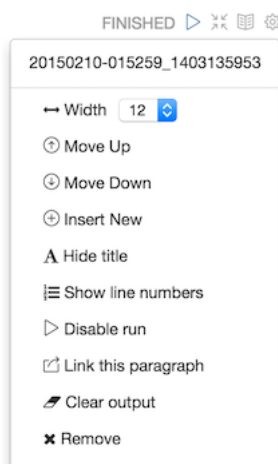 FINISHED
20150210-015259_1403135953
Width 12
Move Up
Move Down
Insert New
Hide title
Show line numbers
Disable run
Link this paragraph
Clear output
Remove